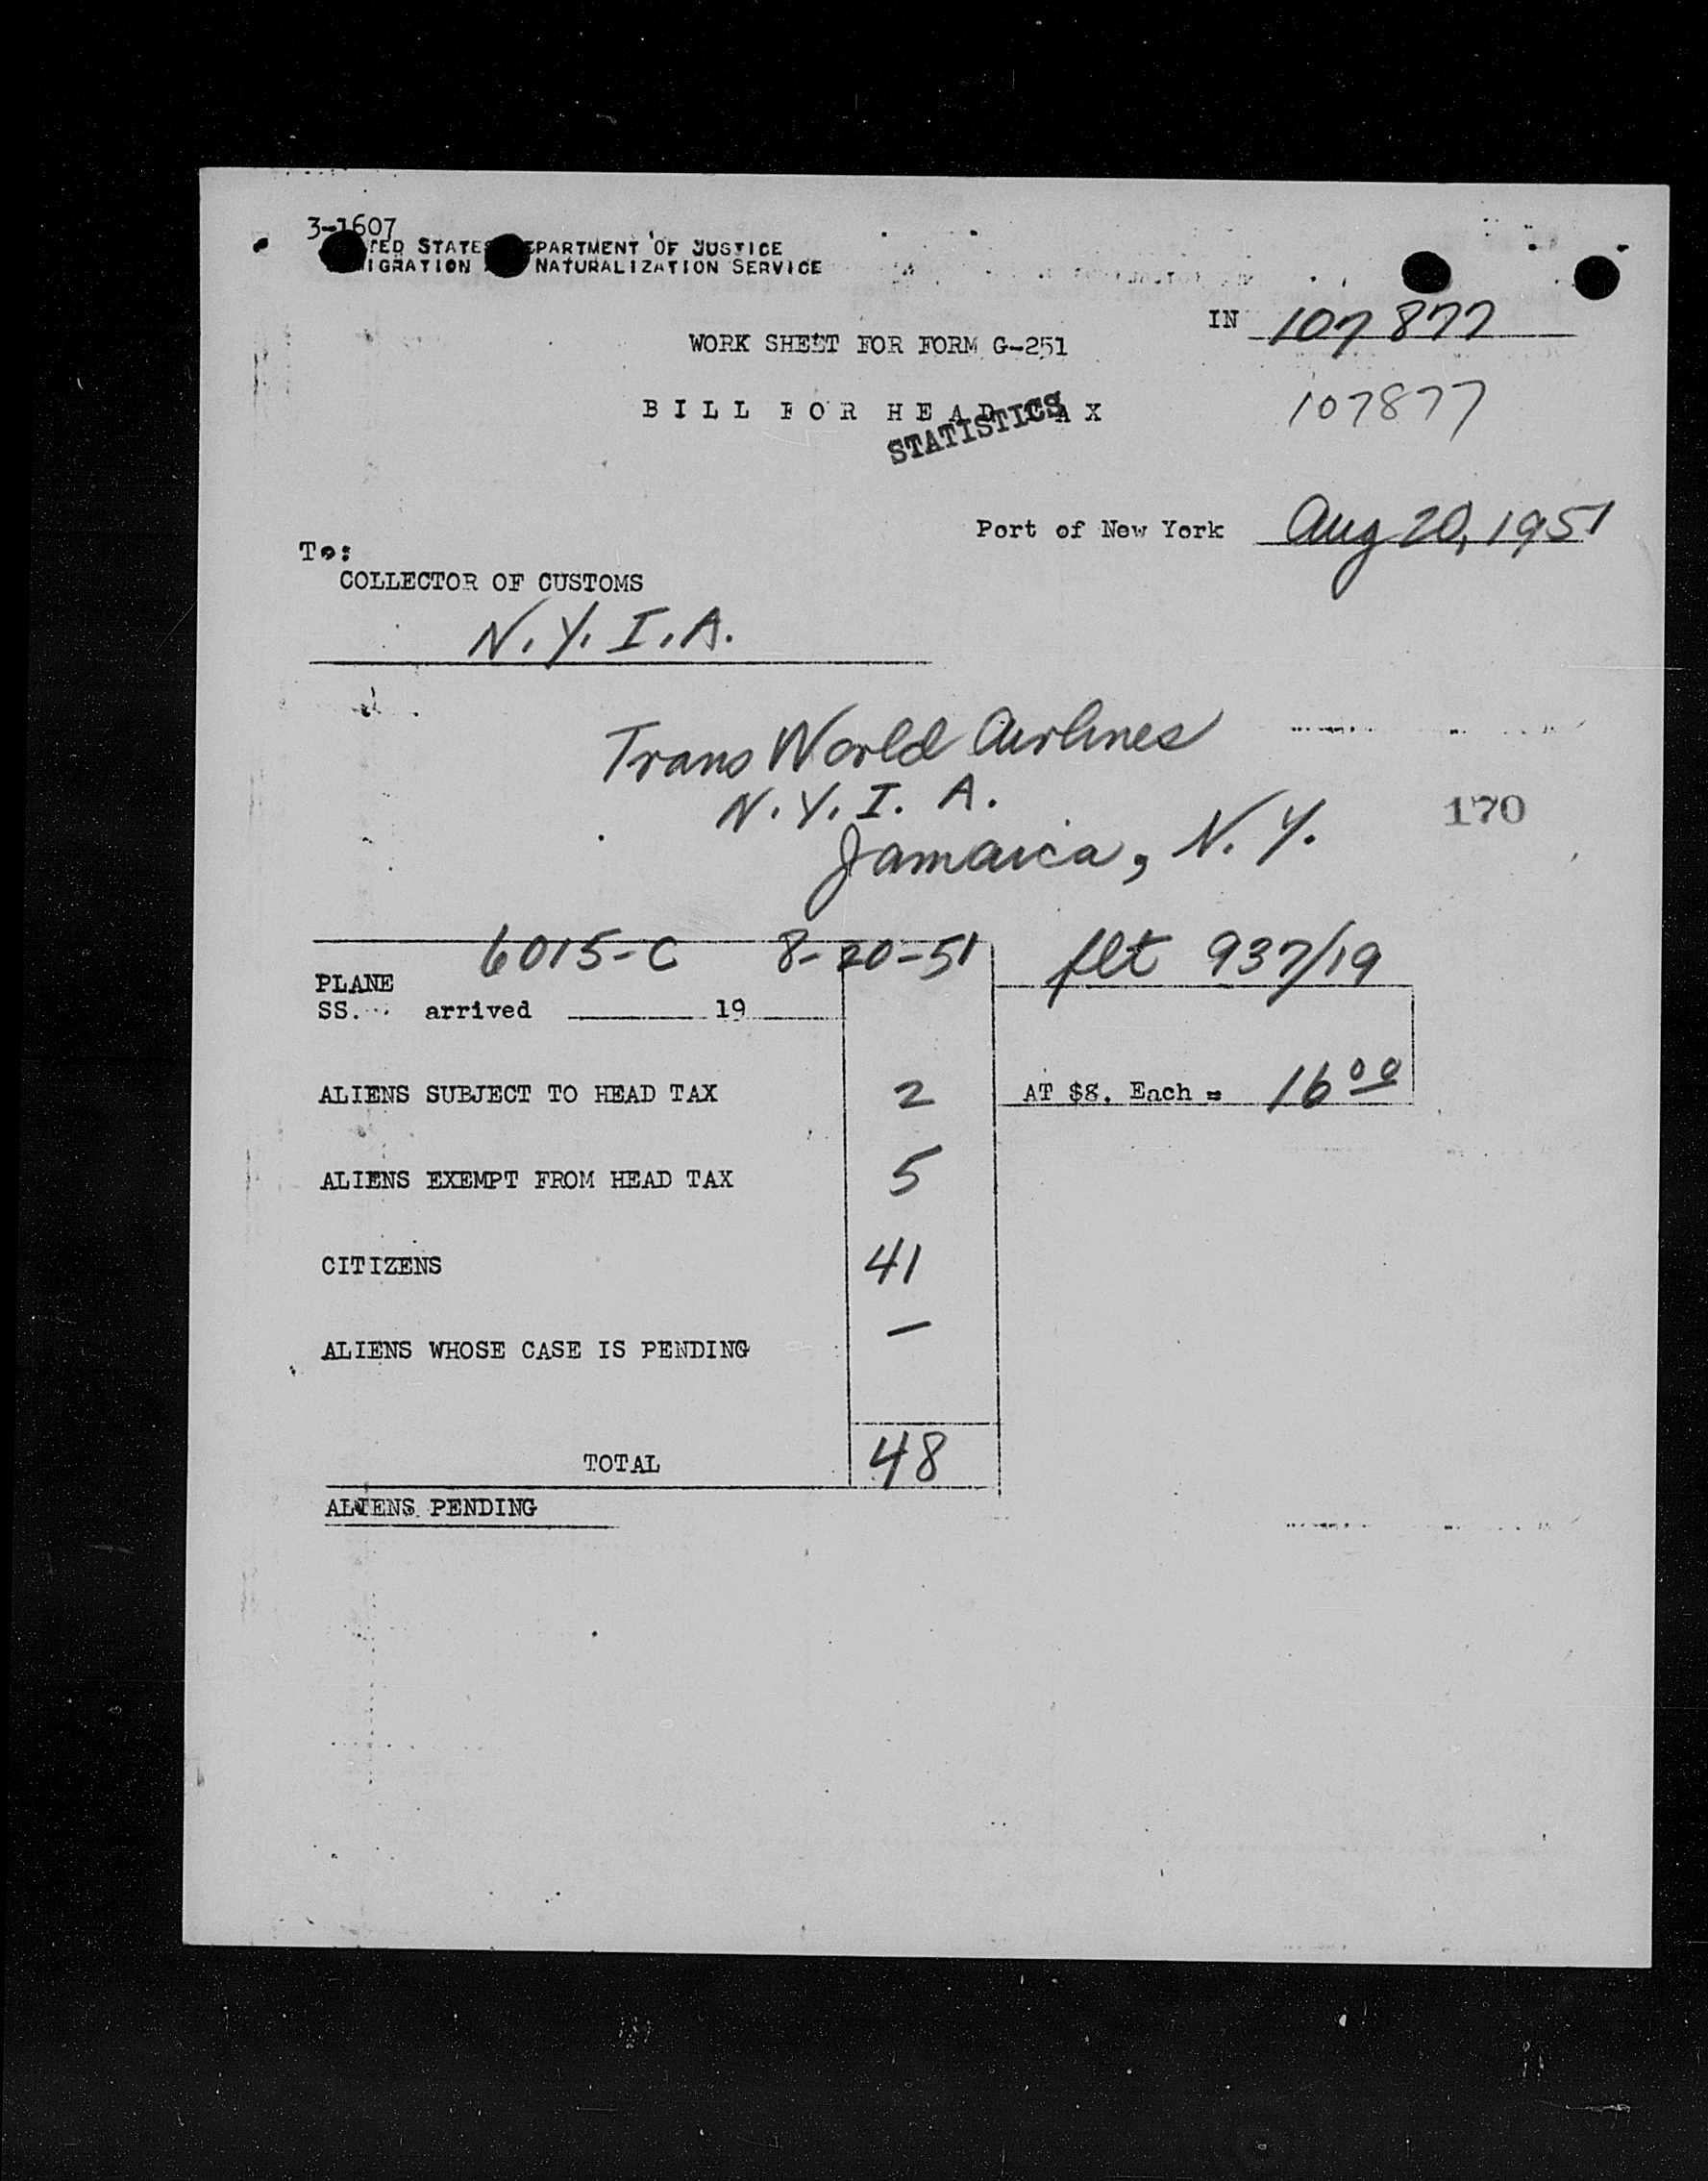 3-1607
TED STATES DEPARTMENT OF JUSTICE
IGRATION NATURALIZATION SERVICE
IN 107877
WORK SHEET FOR FORM G-251
107877
BILL FOR HEAD TAX
STATISTICS
Port of New York Aug 20, 1951
To:
COLLECTOR OF CUSTOMS
N.Y.I.A.
Trans World Airlines
N.Y.I.A.
170
Jamaica, N.Y.
6015-C 8-20-51 flt 937/19
PLANE
SS. arrived 19
ALIENS SUBJECT TO HEAD TAX 2 AT $8. Each = 16 00
ALIENS EXEMPT FROM HEAD TAX 5
CITIZENS 41
ALIENS WHOSE CASE IS PENDING —
TOTAL 48
ALIENS PENDING